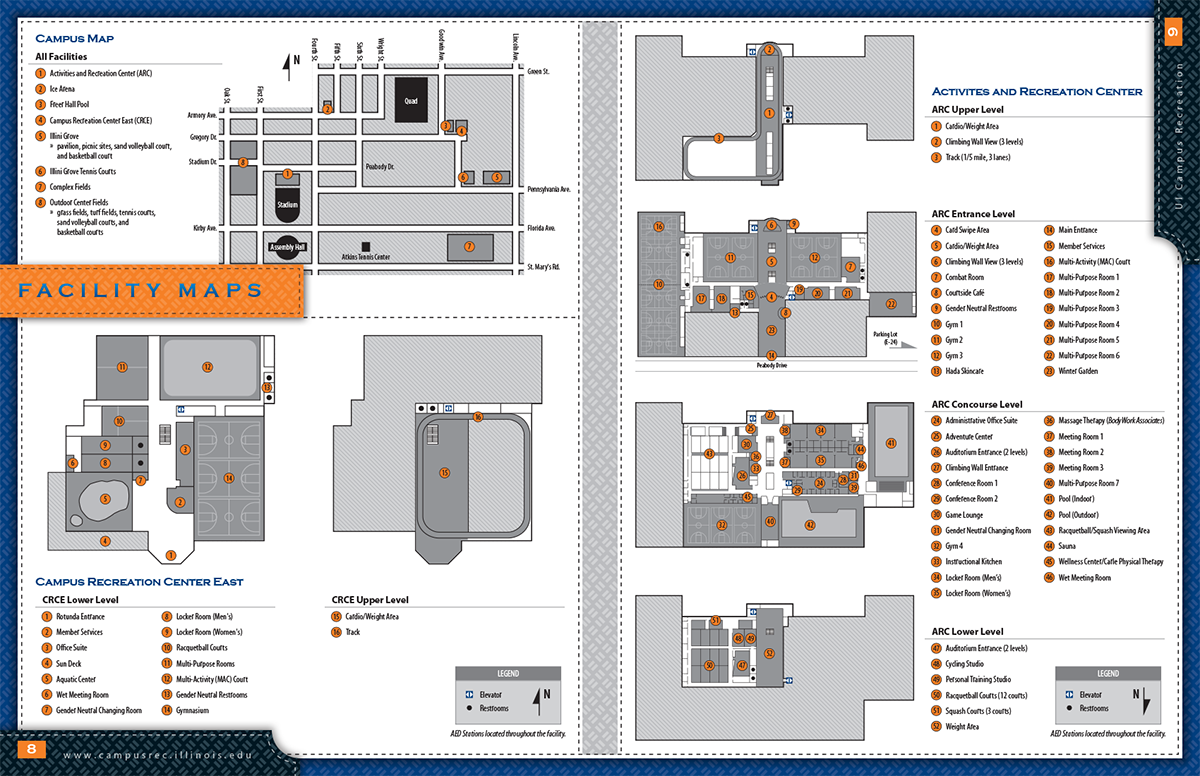 CAMPUS MAP
All Facilities
1 Activities and Recreation Center (ARC)
2 Ice Arena
3 Freer Hall Pool
4 Campus Recreation Center East (CRCE)
5 Illini Grove
» pavilion, picnic sites, sand volleyball court,
and basketball court
6 Illini Grove Tennis Courts
7 Complex Fields
8 Outdoor Center Fields
» grass fields, turf fields, tennis courts,
sand volleyball courts, and
basketball courts
N
Fourth St.
Fifth St.
Sixth St.
Wright St.
Goodwin Ave.
Lincoln Ave.
Oak St.
First St.
Green St.
Armory Ave.
Gregory Dr.
Stadium Dr.
Peabody Dr.
Pennsylvania Ave.
Kirby Ave.
Florida Ave.
St. Mary's Rd.
Quad
Stadium
Assembly Hall
Atkins Tennis Center
FACILITY MAPS
CAMPUS RECREATION CENTER EAST
CRCE Lower Level
1 Rotunda Entrance
2 Member Services
3 Office Suite
4 Sun Deck
5 Aquatic Center
6 Wet Meeting Room
7 Gender Neutral Changing Room
8 Locker Room (Men's)
9 Locker Room (Women's)
10 Racquetball Courts
11 Multi-Purpose Rooms
12 Multi-Activity (MAC) Court
13 Gender Neutral Restrooms
14 Gymnasium
CRCE Upper Level
15 Cardio/Weight Area
16 Track
LEGEND
Elevator
Restrooms
N
AED Stations located throughout the facility.
8
www.campusrec.illinois.edu
9
UI Campus Recreation
ACTIVITES AND RECREATION CENTER
ARC Upper Level
1 Cardio/Weight Area
2 Climbing Wall View (3 levels)
3 Track (1/5 mile, 3 lanes)
ARC Entrance Level
4 Card Swipe Area
5 Cardio/Weight Area
6 Climbing Wall View (3 levels)
7 Combat Room
8 Courtside Café
9 Gender Neutral Restrooms
10 Gym 1
11 Gym 2
12 Gym 3
13 Hada Skincare
14 Main Entrance
15 Member Services
16 Multi-Activity (MAC) Court
17 Multi-Purpose Room 1
18 Multi-Purpose Room 2
19 Multi-Purpose Room 3
20 Multi-Purpose Room 4
21 Multi-Purpose Room 5
22 Multi-Purpose Room 6
23 Winter Garden
Parking Lot
(E-24)
Peabody Drive
ARC Concourse Level
24 Administrative Office Suite
25 Adventure Center
26 Auditorium Entrance (2 levels)
27 Climbing Wall Entrance
28 Conference Room 1
29 Conference Room 2
30 Game Lounge
31 Gender Neutral Changing Room
32 Gym 4
33 Instructional Kitchen
34 Locker Room (Men's)
35 Locker Room (Women's)
36 Massage Therapy (BodyWork Associates)
37 Meeting Room 1
38 Meeting Room 2
39 Meeting Room 3
40 Multi-Purpose Room 7
41 Pool (Indoor)
42 Pool (Outdoor)
43 Racquetball/Squash Viewing Area
44 Sauna
45 Wellness Center/Carle Physical Therapy
46 Wet Meeting Room
ARC Lower Level
47 Auditorium Entrance (2 levels)
48 Cycling Studio
49 Personal Training Studio
50 Racquetball Courts (12 courts)
51 Squash Courts (3 courts)
52 Weight Area
LEGEND
Elevator
Restrooms
N
AED Stations located throughout the facility.